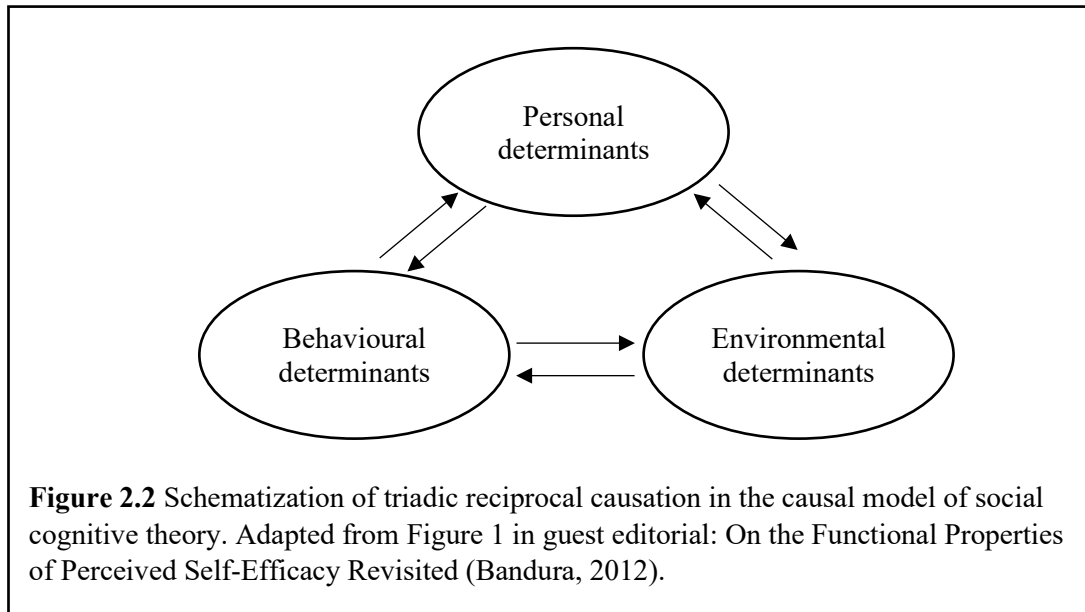 Personal
determinants
Behavioural
determinants
Environmental
determinants
Figure 2.2 Schematization of triadic reciprocal causation in the causal model of social
cognitive theory. Adapted from Figure 1 in guest editorial: On the Functional Properties
of Perceived Self-Efficacy Revisited (Bandura, 2012).